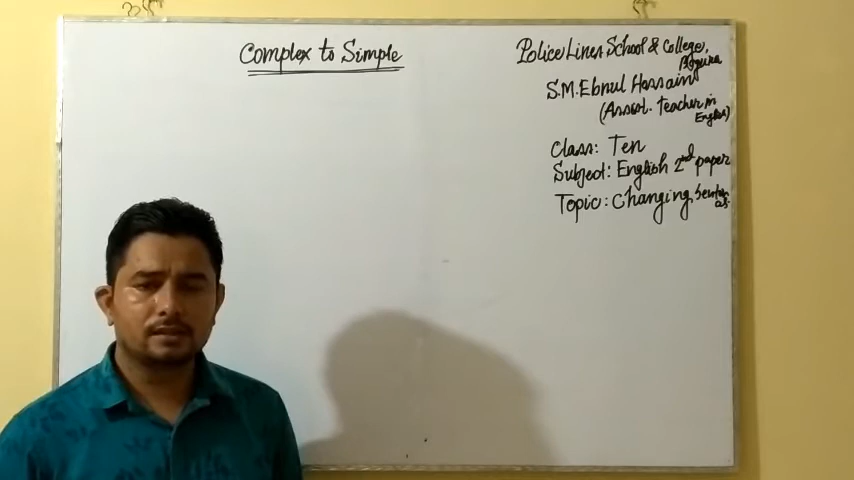 Complex to Simple
Police Lines School & College,
Bogura
S.M. Ebnul Hossain
(Assist. Teacher in
English)
Class: Ten
Subject: English 2nd paper
Topic: Changing